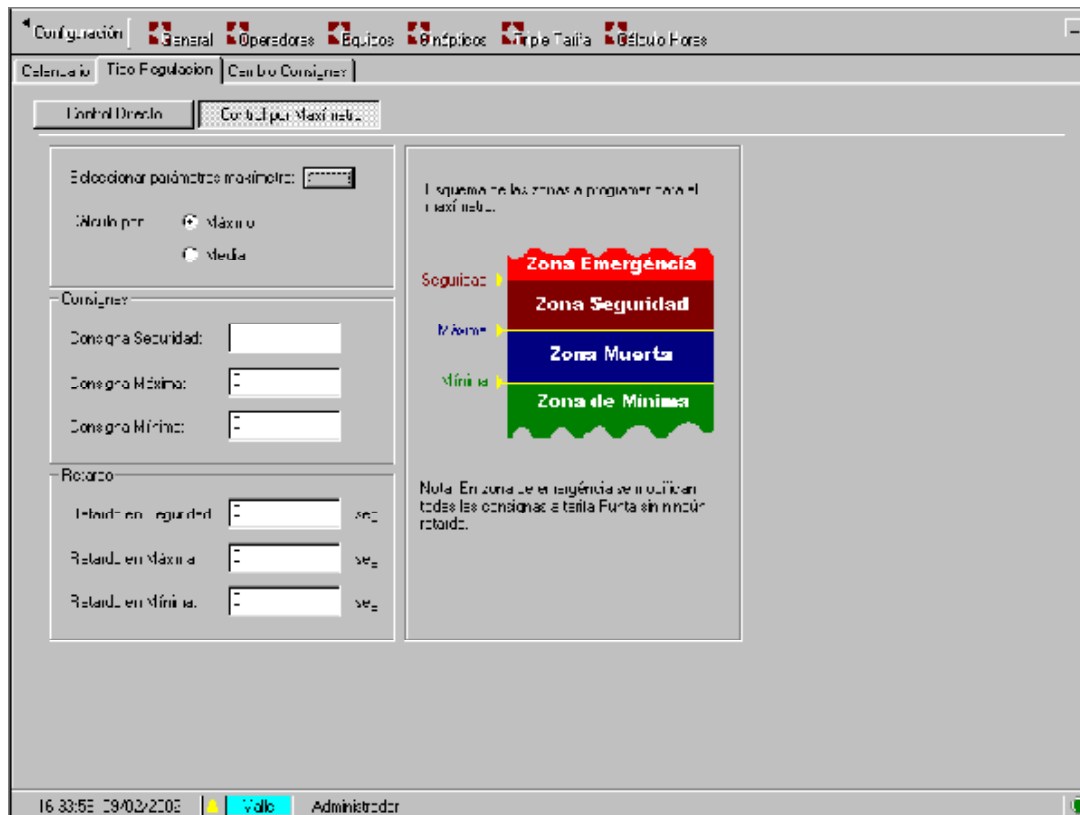 Configuración General Operadores Equipos Sinópticos Triple Tarifa Cálculo Horas
Calendario Tipo Regulación Cambio Consignas
Control Directo Control por Maxímetro
Seleccionar parámetros maxímetro:
Cálculo por: Máximo
Media
Consignas
Consigna Seguridad:
Consigna Máxima:
Consigna Mínima:
Retardo
Retardo en Seguridad
seg
Retardo en Máxima
seg
Retardo en Mínima:
seg
Esquema de las zonas a programar para el
maxímetro.
Zona Emergéncia
Seguridad
Zona Seguridad
Máxima
Zona Muerta
Mínima
Zona de Mínima
Nota: En zona de emergéncia se modifican
todas las consignas a tarifa Punta sin ningún
retardo.
Valle Administrador